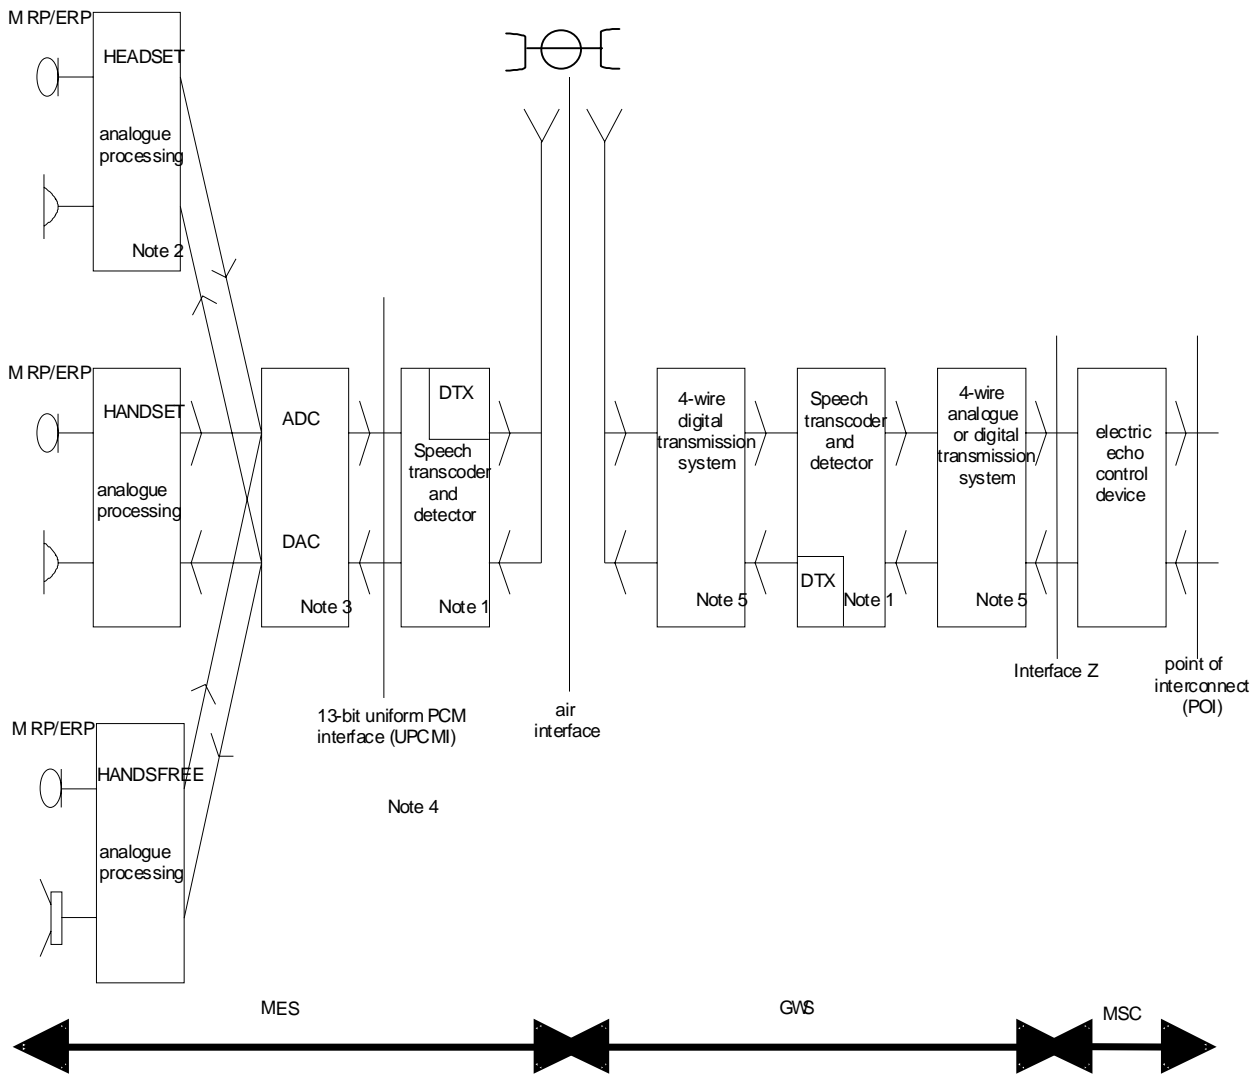 MRP/ERP
HEADSET
analogue
processing
Note 2
MRP/ERP
HANDSET
analogue
processing
ADC
DAC
Note 3
DTX
Speech
transcoder
and
detector
Note 1
4-wire
digital
transmission
system
Note 5
Speech
transcoder
and
detector
DTX
Note 1
4-wire
analogue
or digital
transmission
system
Note 5
electric
echo
control
device
Interface Z
point of
interconnect
(POI)
13-bit uniform PCM
interface (UPCMI)
air
interface
Note 4
MRP/ERP
HANDSFREE
analogue
processing
MES
GWS
MSC